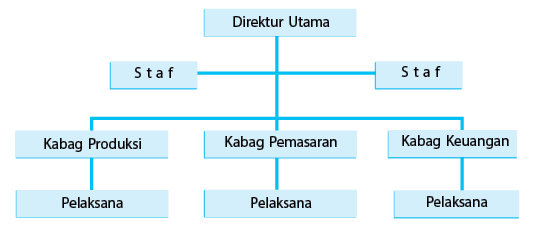 Direktur Utama
S t a f
S t a f
Kabag Produksi
Kabag Pemasaran
Kabag Keuangan
Pelaksana
Pelaksana
Pelaksana